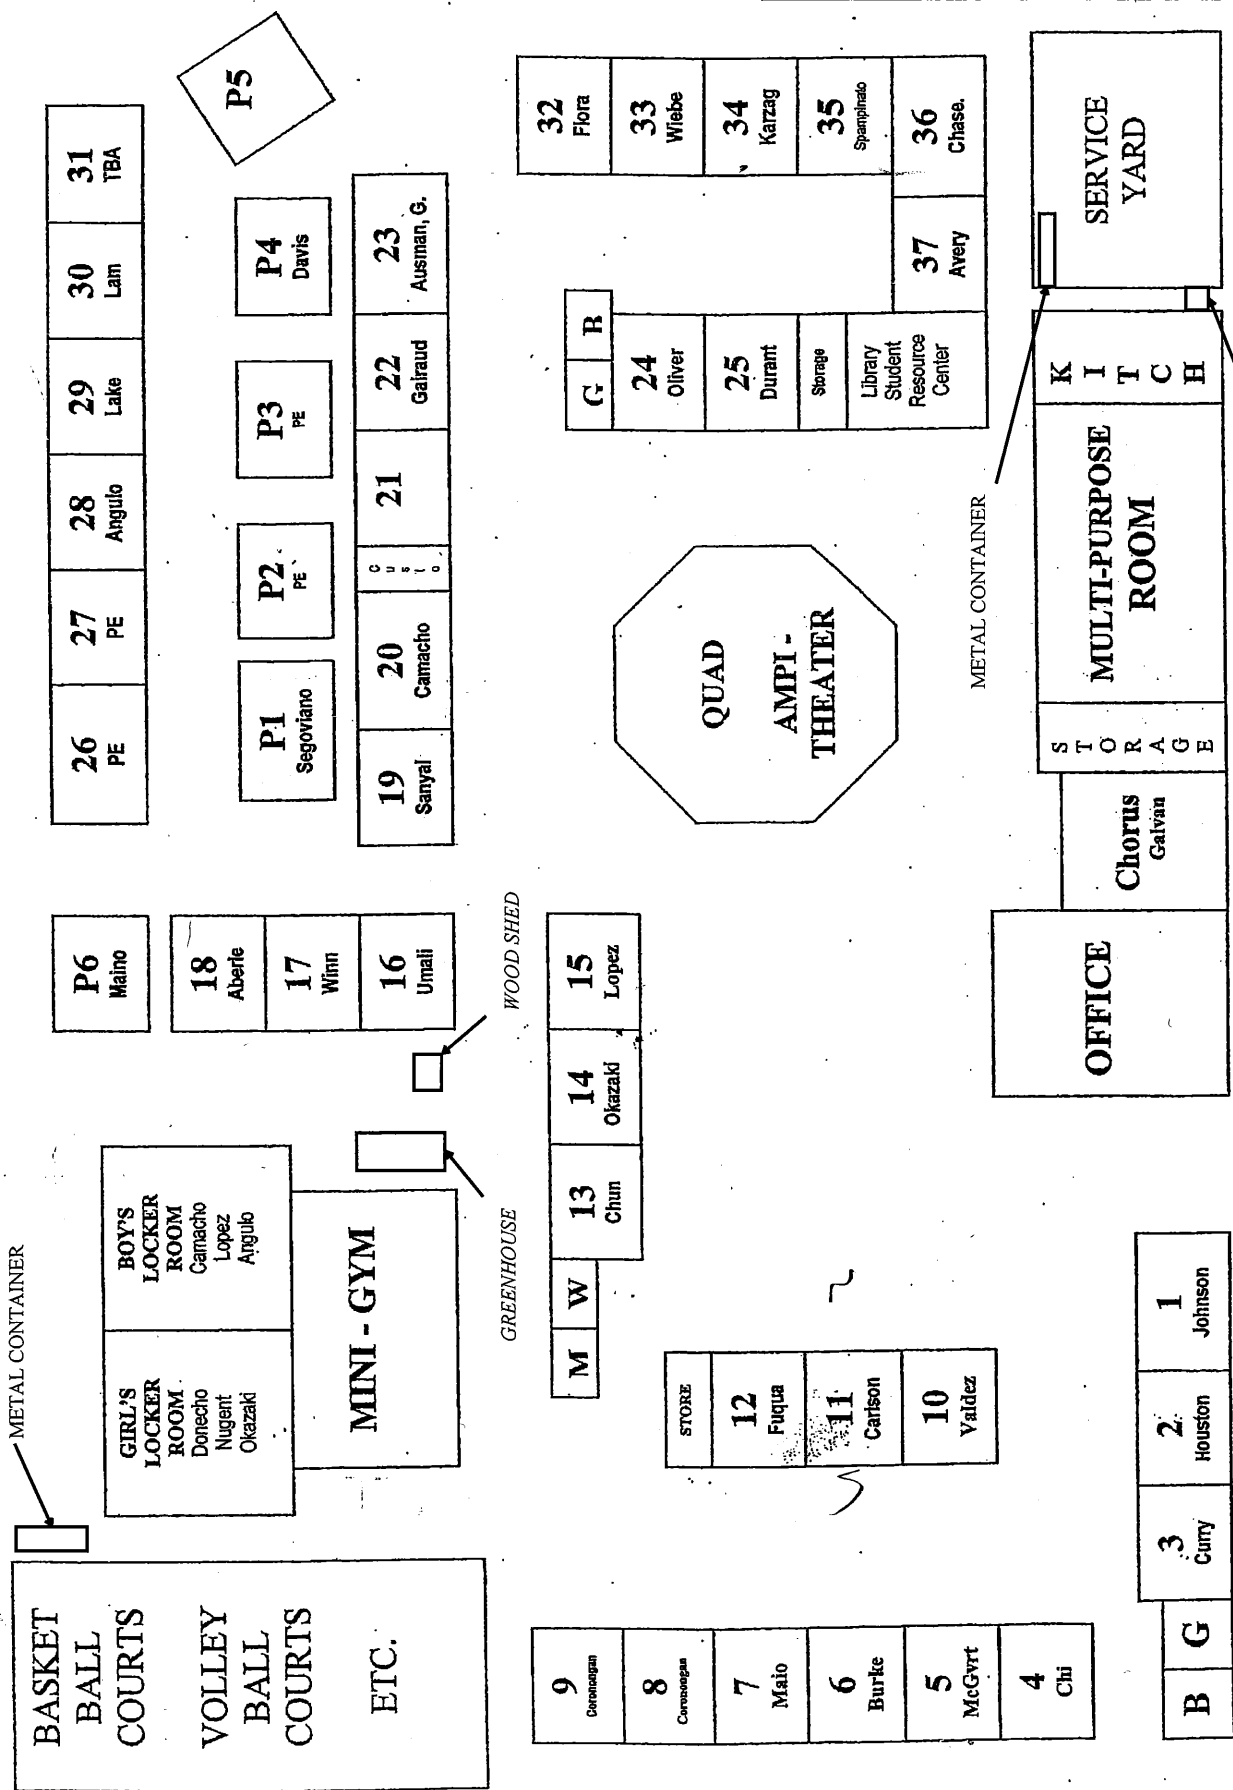 METAL CONTAINER
BASKET
BALL
COURTS
VOLLEY
BALL
COURTS
ETC.
GIRL'S
LOCKER
ROOM
Donecho
Nugent
Okazaki
BOY'S
LOCKER
ROOM
Camacho
Lopez
Angulo
MINI - GYM
GREENHOUSE
WOOD SHED
P6
Maino
18
Aberle
17
Winn
16
Umali
26
PE
27
PE
28
Angulo
29
Lake
30
Lam
31
TBA
P1
Segoviano
P2
PE
P3
PE
P4
Davis
P5
19
Sanyal
20
Camacho
C
u
s
t
o
21
22
Gairaud
23
Ausman, G.
9
Coronongan
8
Coronongan
7
Maio
6
Burke
5
McGvrt
4
Chi
M
W
13
Chun
14
Okazaki
15
Lopez
STORE
12
Fuqua
11
Carlson
10
Valdez
QUAD
AMPI -
THEATER
G
B
24
Oliver
25
Durant
Storage
Library
Student
Resource
Center
37
Avery
32
Flora
33
Wiebe
34
Karzag
35
Spampinato
36
Chase.
METAL CONTAINER
B
G
3
Curry
2
Houston
1
Johnson
OFFICE
Chorus
Galvan
S
T
O
R
A
G
E
MULTI-PURPOSE
ROOM
K
I
T
C
H
SERVICE
YARD